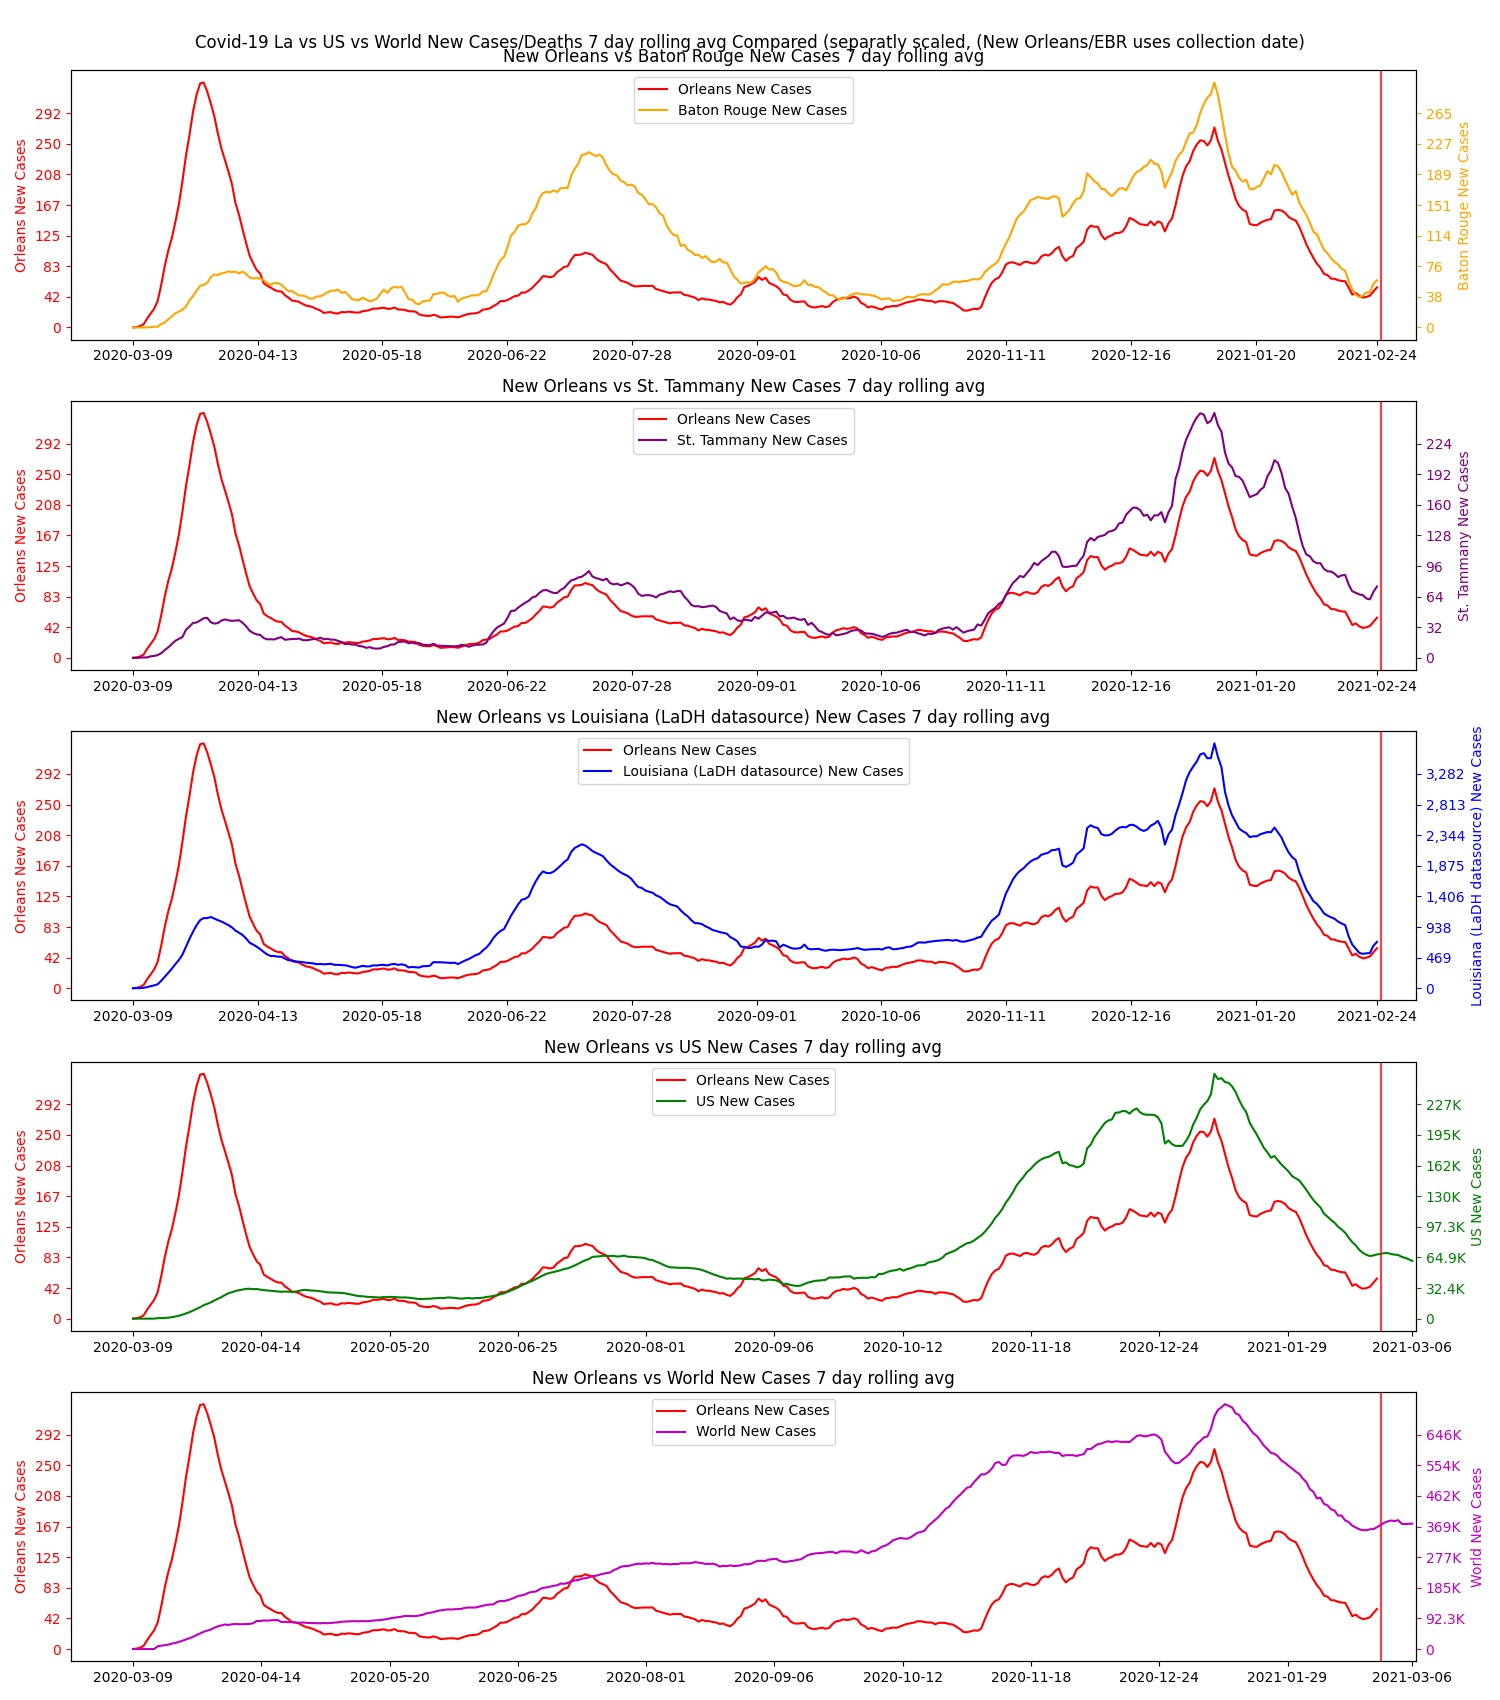 Covid-19 La vs US vs World New Cases/Deaths 7 day rolling avg Compared (separatly scaled, (New Orleans/EBR uses collection date)
New Orleans vs Baton Rouge New Cases 7 day rolling avg
Orleans New Cases
Baton Rouge New Cases
Orleans New Cases
292
250
208
167
125
83
42
0
265
227
189
151
114
76
38
0
Baton Rouge New Cases
2020-03-09 2020-04-13 2020-05-18 2020-06-22 2020-07-28 2020-09-01 2020-10-06 2020-11-11 2020-12-16 2021-01-20 2021-02-24
New Orleans vs St. Tammany New Cases 7 day rolling avg
Orleans New Cases
St. Tammany New Cases
Orleans New Cases
292
250
208
167
125
83
42
0
224
192
160
128
96
64
32
0
St. Tammany New Cases
2020-03-09 2020-04-13 2020-05-18 2020-06-22 2020-07-28 2020-09-01 2020-10-06 2020-11-11 2020-12-16 2021-01-20 2021-02-24
New Orleans vs Louisiana (LaDH datasource) New Cases 7 day rolling avg
Orleans New Cases
Louisiana (LaDH datasource) New Cases
Orleans New Cases
292
250
208
167
125
83
42
0
3,282
2,813
2,344
1,875
1,406
938
469
0
Louisiana (LaDH datasource) New Cases
2020-03-09 2020-04-13 2020-05-18 2020-06-22 2020-07-28 2020-09-01 2020-10-06 2020-11-11 2020-12-16 2021-01-20 2021-02-24
New Orleans vs US New Cases 7 day rolling avg
Orleans New Cases
US New Cases
Orleans New Cases
292
250
208
167
125
83
42
0
227K
195K
162K
130K
97.3K
64.9K
32.4K
0
US New Cases
2020-03-09 2020-04-14 2020-05-20 2020-06-25 2020-08-01 2020-09-06 2020-10-12 2020-11-18 2020-12-24 2021-01-29 2021-03-06
New Orleans vs World New Cases 7 day rolling avg
Orleans New Cases
World New Cases
Orleans New Cases
292
250
208
167
125
83
42
0
646K
554K
462K
369K
277K
185K
92.3K
0
World New Cases
2020-03-09 2020-04-14 2020-05-20 2020-06-25 2020-08-01 2020-09-06 2020-10-12 2020-11-18 2020-12-24 2021-01-29 2021-03-06